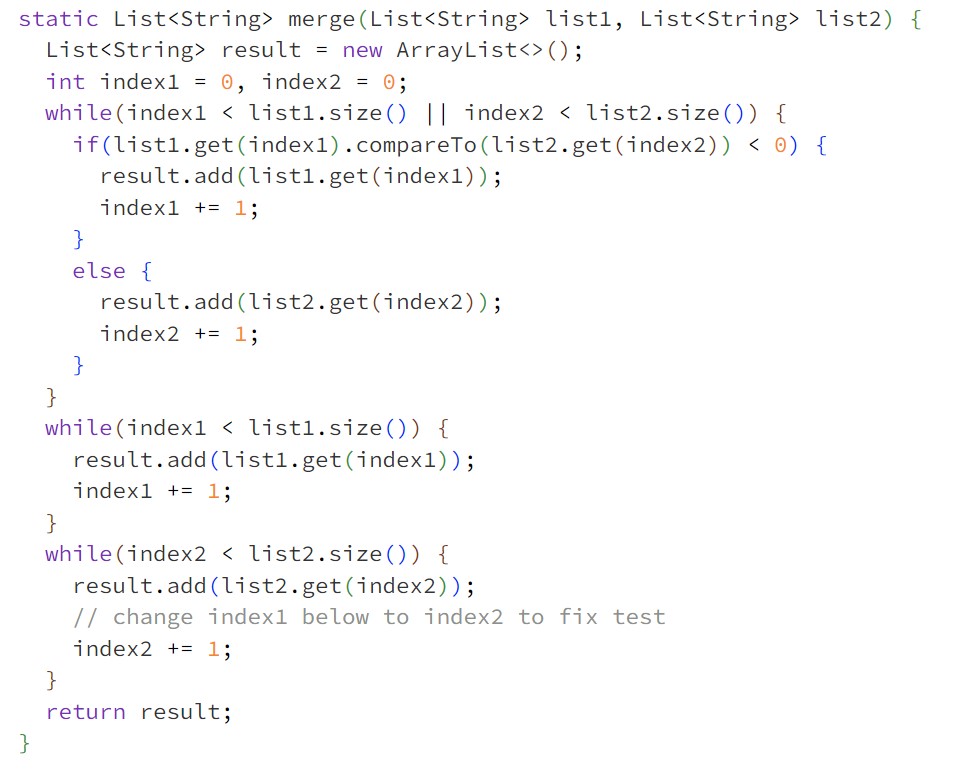 static List<String> merge(List<String> list1, List<String> list2) {
  List<String> result = new ArrayList<>();
  int index1 = 0, index2 = 0;
  while(index1 < list1.size() || index2 < list2.size()) {
    if(list1.get(index1).compareTo(list2.get(index2)) < 0) {
      result.add(list1.get(index1));
      index1 += 1;
    }
    else {
      result.add(list2.get(index2));
      index2 += 1;
    }
  }
  while(index1 < list1.size()) {
    result.add(list1.get(index1));
    index1 += 1;
  }
  while(index2 < list2.size()) {
    result.add(list2.get(index2));
    // change index1 below to index2 to fix test
    index2 += 1;
  }
  return result;
}